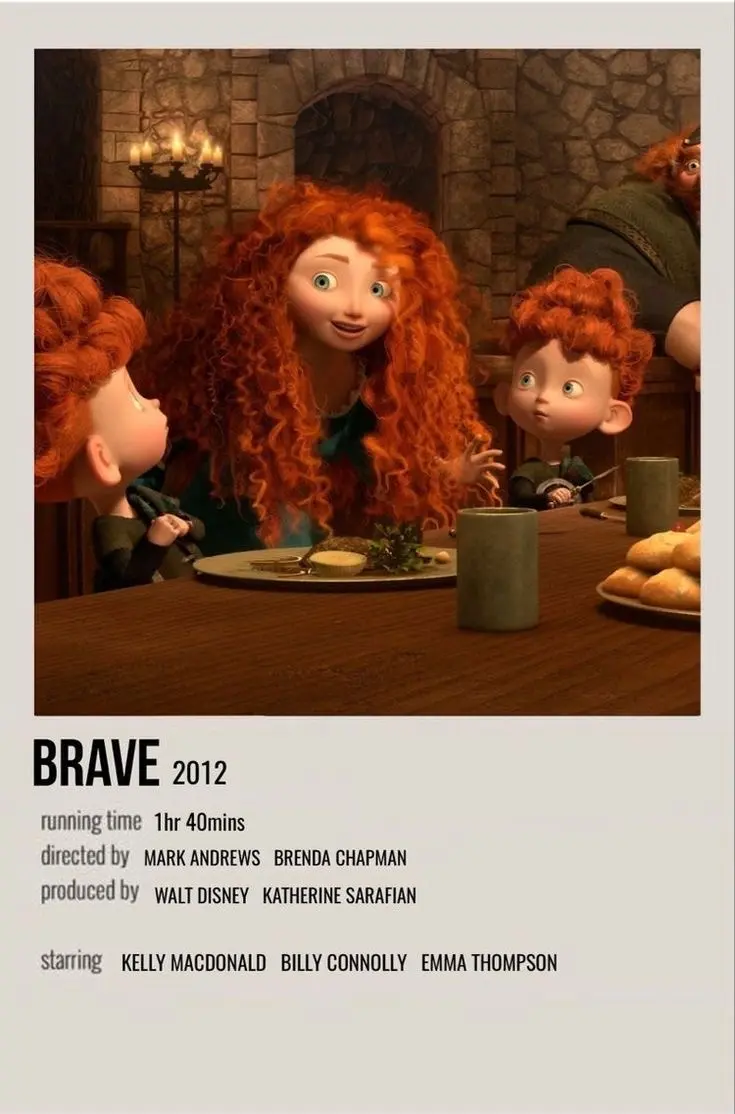 BRAVE 2012
running time 1hr 40mins
directed by MARK ANDREWS BRENDA CHAPMAN
produced by WALT DISNEY KATHERINE SARAFIAN
starring KELLY MACDONALD BILLY CONNOLLY EMMA THOMPSON